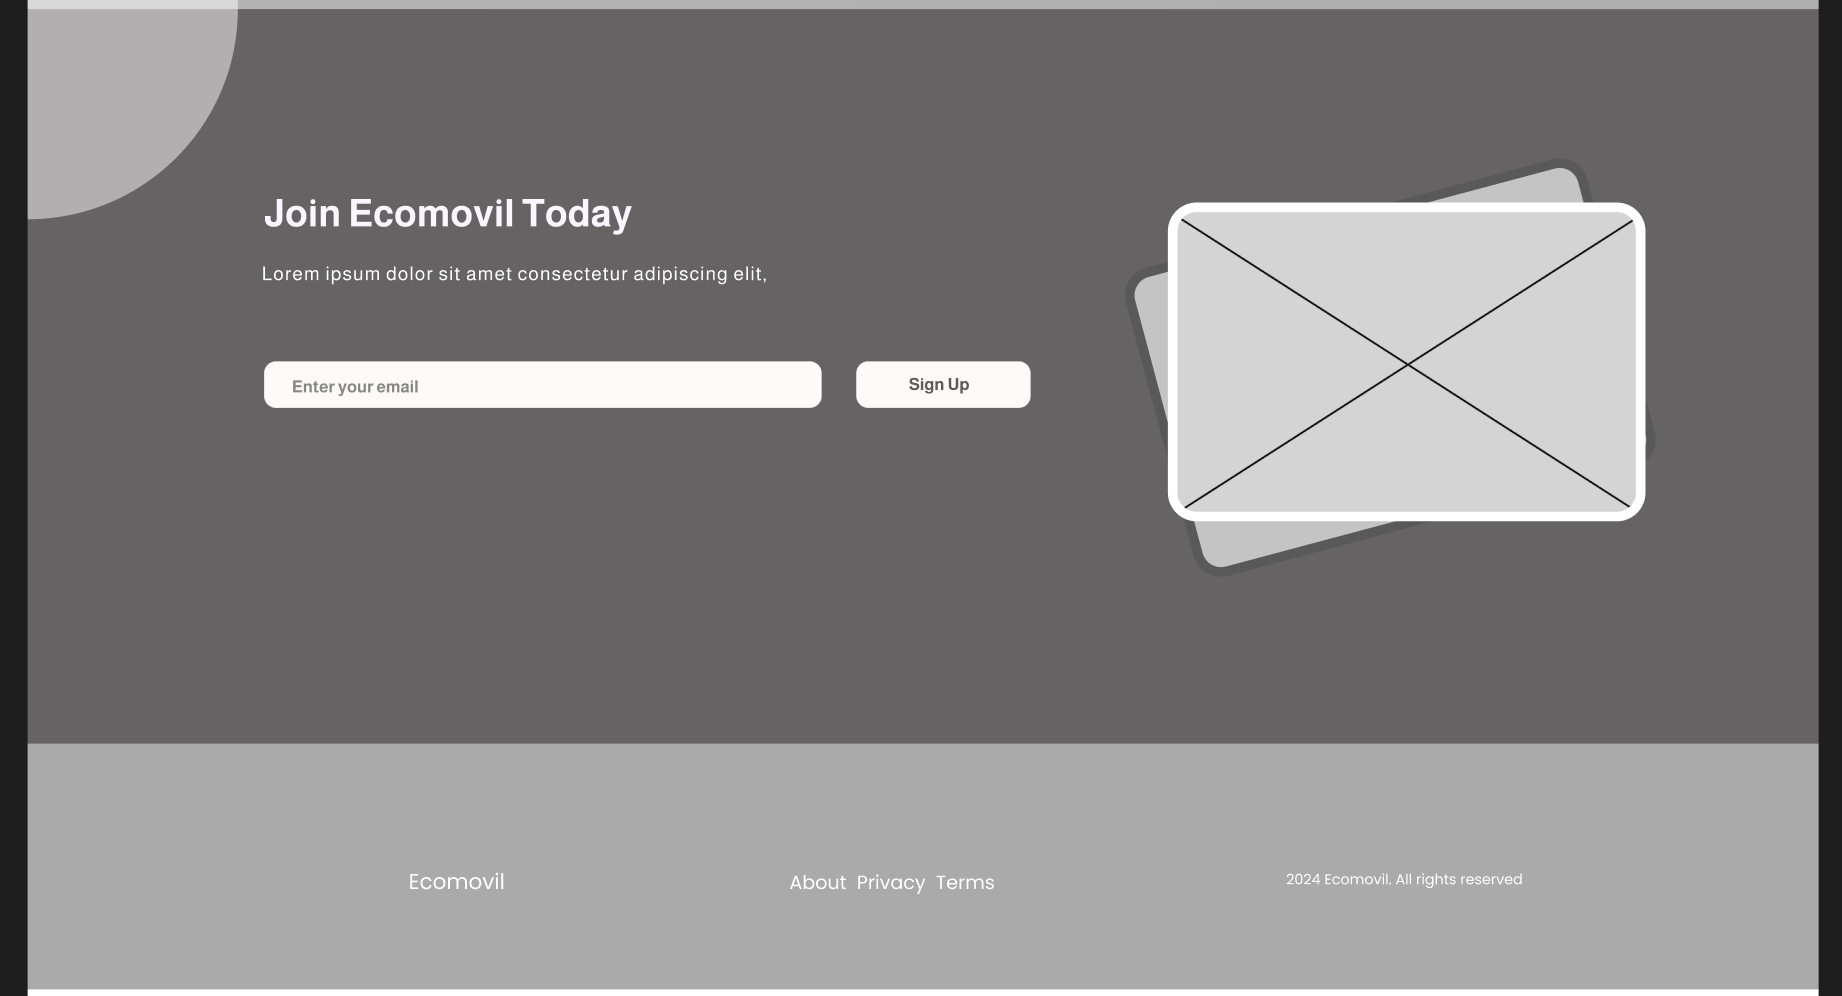 Join Ecomovil Today
Lorem ipsum dolor sit amet consectetur adipiscing elit,
Enter your email
Sign Up
Ecomovil
About Privacy Terms
2024 Ecomovil. All rights reserved